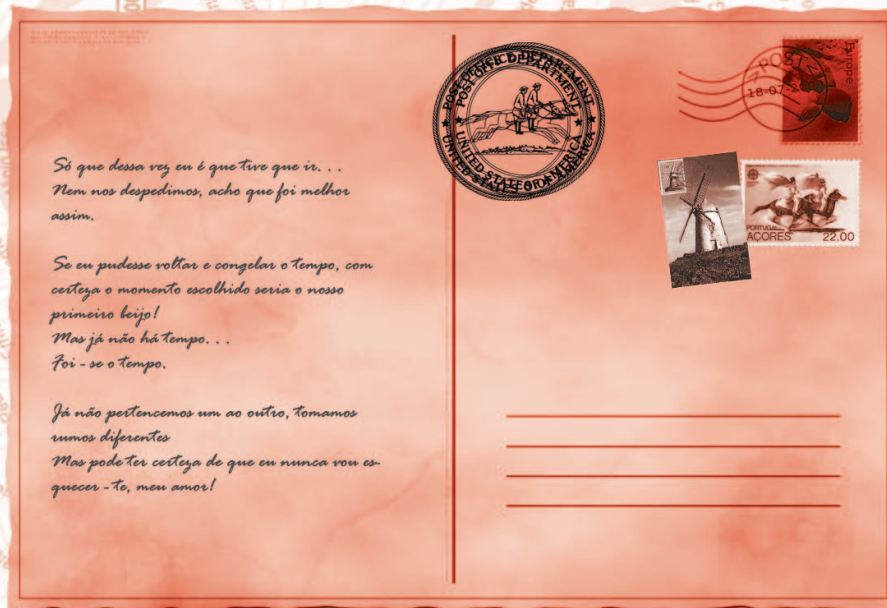 Só que dessa vez eu é que tive que ir. . .
Nem nos despedimos, acho que foi melhor
assim.
Se eu pudesse voltar e congelar o tempo, com
certeza o momento escolhido seria o nosso
primeiro beijo!
Mas já não há tempo. . .
Foi - se o tempo.
Já não pertencemos um ao outro, tomamos
rumos diferentes
Mas pode ter certeza de que eu nunca vou es-
quecer - te, meu amor!
POST OFFICE DEPARTMENT
UNITED STATES OF AMERICA
POSTZ
18-07-2
Europe
PORTUGAL
AÇORES 22.00